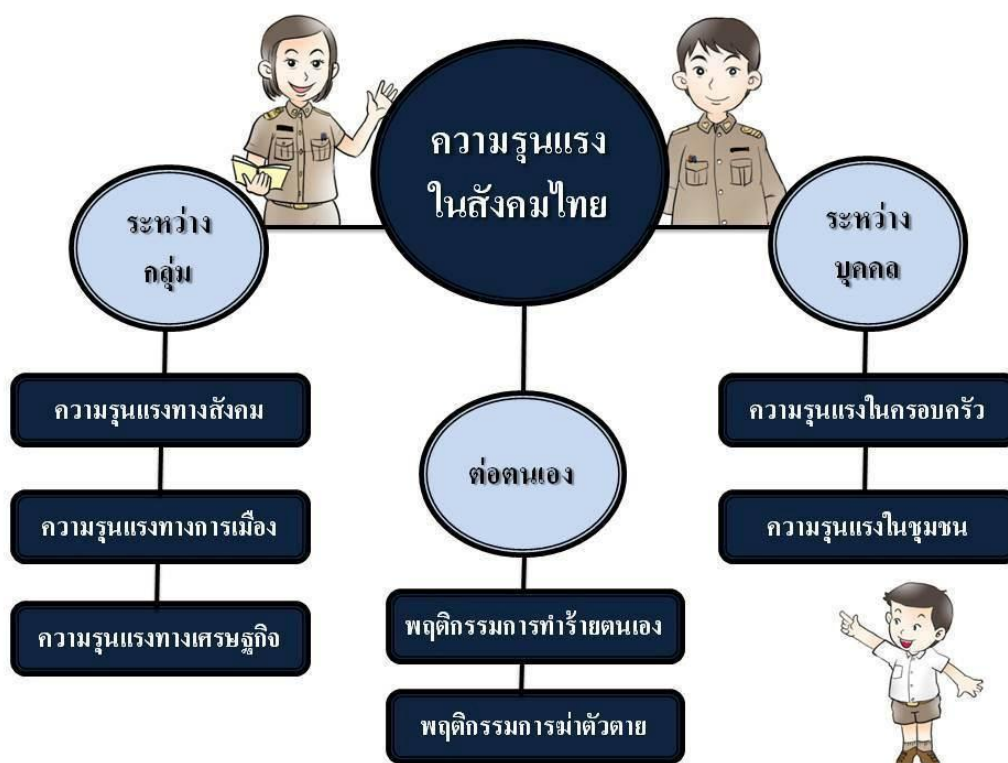 ความรุนแรง
ในสังคมไทย
ระหว่าง
กลุ่ม
ความรุนแรงทางสังคม
ความรุนแรงทางการเมือง
ความรุนแรงทางเศรษฐกิจ
ต่อตนเอง
พฤติกรรมการทำร้ายตนเอง
พฤติกรรมการฆ่าตัวตาย
ระหว่าง
บุคคล
ความรุนแรงในครอบครัว
ความรุนแรงในชุมชน